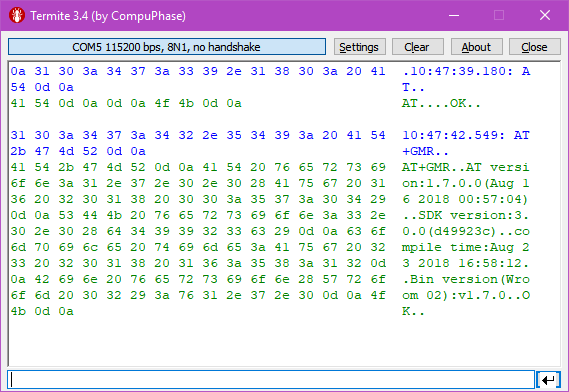 Termite 3.4 (by CompuPhase)
COM5 115200 bps, 8N1, no handshake Settings Clear About Close
0a 31 30 3a 34 37 3a 33 39 2e 31 38 30 3a 20 41 .10:47:39.180: A
54 0d 0a T..
41 54 0d 0a 0d 0a 4f 4b 0d 0a AT....OK..
31 30 3a 34 37 3a 34 32 2e 35 34 39 3a 20 41 54 10:47:42.549: AT
2b 47 4d 52 0d 0a +GMR..
41 54 2b 47 4d 52 0d 0d 0a 41 54 20 76 65 72 73 69 AT+GMR...AT versi
6f 6e 3a 31 2e 37 2e 30 2e 30 28 41 75 67 20 31 on:1.7.0.0(Aug 1
36 20 32 30 31 38 20 30 30 3a 35 37 3a 30 34 29 6 2018 00:57:04)
0d 0a 53 44 4b 20 76 65 72 73 69 6f 6e 3a 33 2e ..SDK version:3.
30 2e 30 28 64 34 39 39 32 33 63 29 0d 0a 63 6f 0.0(d49923c)..co
6d 70 69 6c 65 20 74 69 6d 65 3a 41 75 67 20 32 mpile time:Aug 2
33 20 32 30 31 38 20 31 36 3a 35 38 3a 31 32 0d 3 2018 16:58:12.
0a 42 69 6e 20 76 65 72 73 69 6f 6e 28 57 72 6f .Bin version(Wro
6f 6d 20 30 32 29 3a 76 31 2e 37 2e 30 0d 0a 4f om 02):v1.7.0..O
4b 0d 0a K..